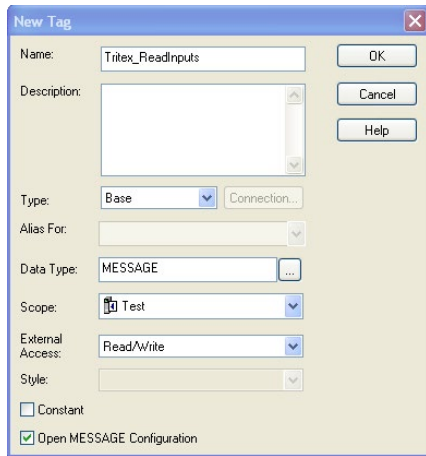 New Tag
Name: Tritex_ReadInputs OK
Description: Cancel
Help
Type: Base Connection...
Alias For:
Data Type: MESSAGE ...
Scope: Test
External
Access: Read/Write
Style:
Constant
Open MESSAGE Configuration